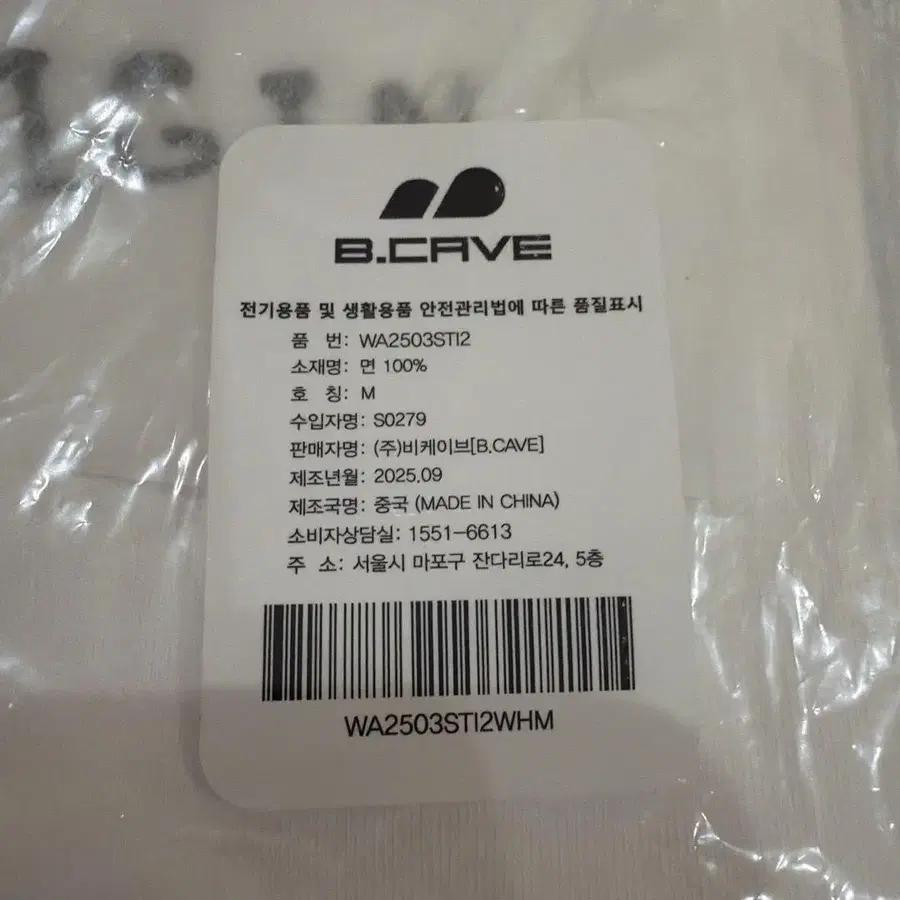 B.CAVE
전기용품 및 생활용품 안전관리법에 따른 품질표시
품 번: WA2503STI2
소재명: 면 100%
호 칭: M
수입자명: S0279
판매자명: (주)비케이브[B.CAVE]
제조년월: 2025.09
제조국명: 중국 (MADE IN CHINA)
소비자상담실: 1551-6613
주 소: 서울시 마포구 잔다리로24, 5층
WA2503STI2WHM